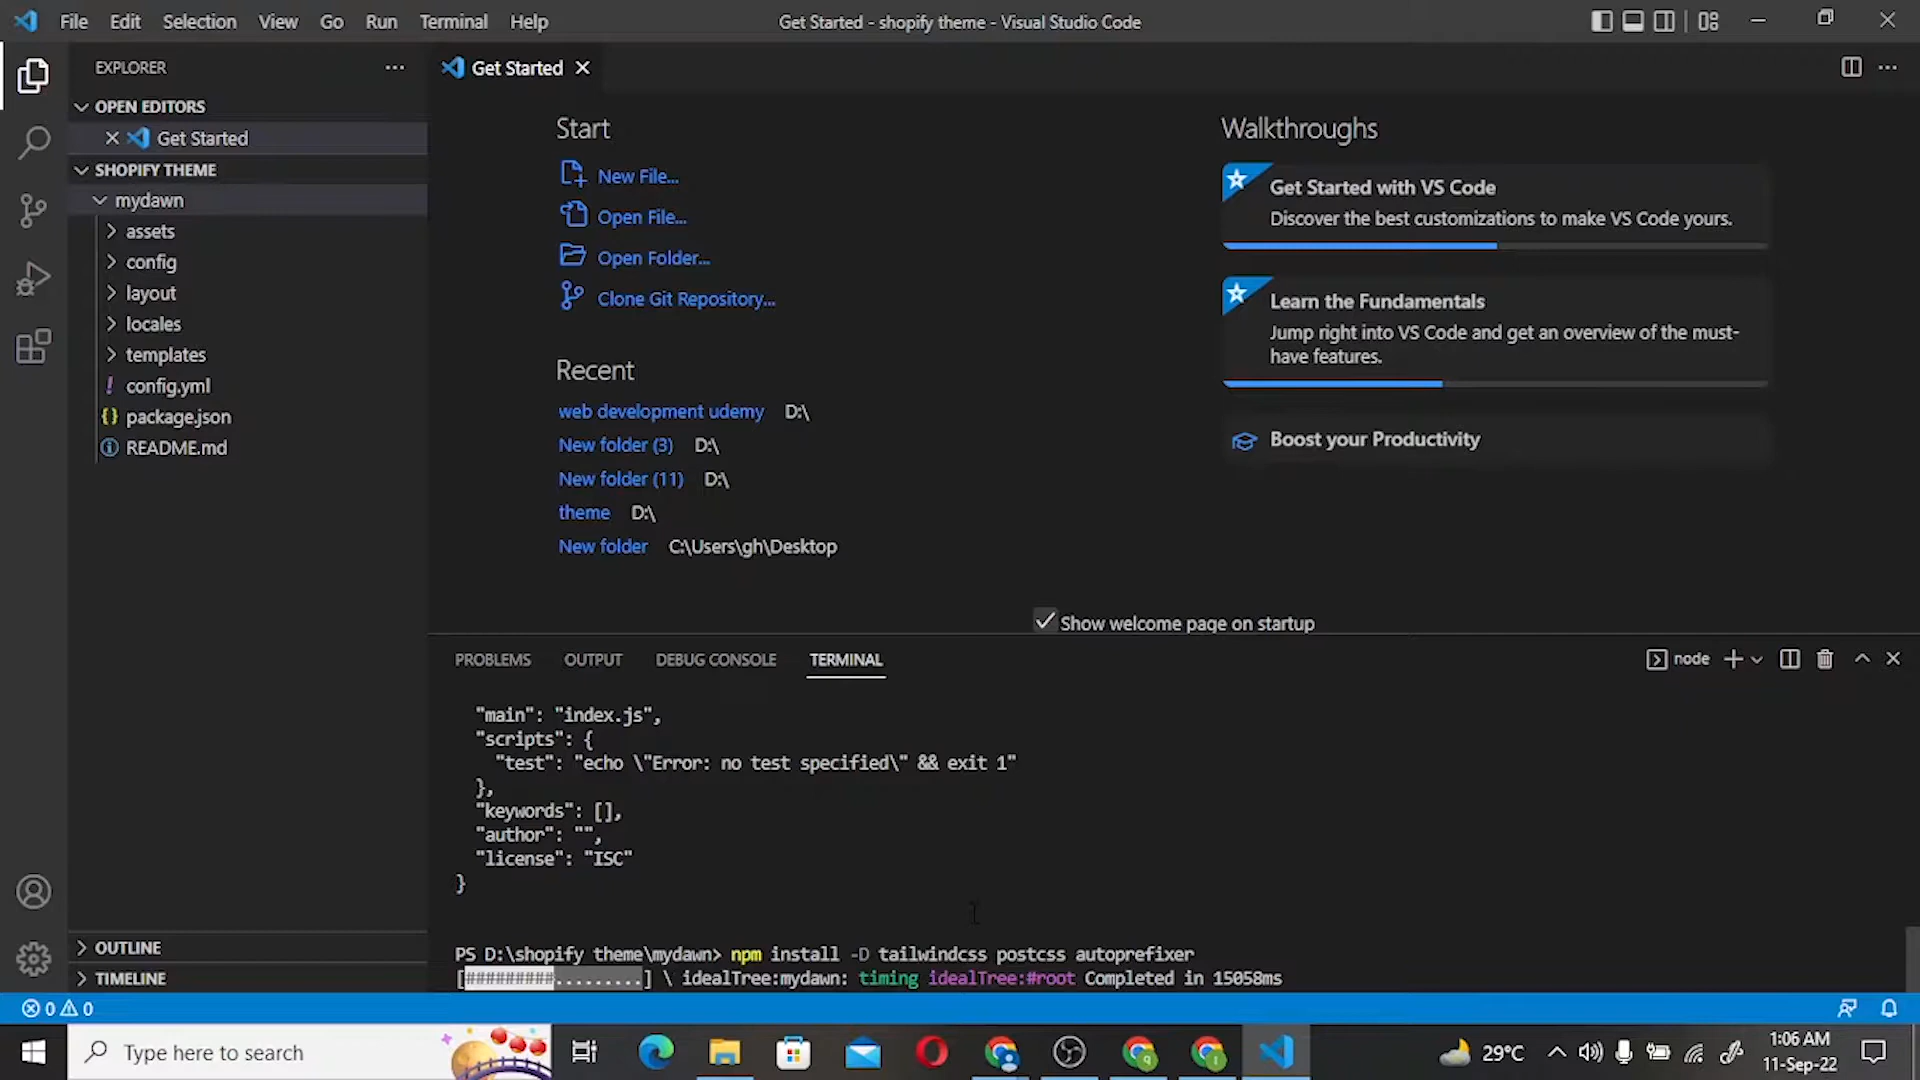 File Edit Selection View Go Run Terminal Help
Get Started - shopify theme - Visual Studio Code
EXPLORER
OPEN EDITORS
Get Started
SHOPIFY THEME
mydawn
assets
config
layout
locales
templates
config.yml
package.json
README.md
OUTLINE
TIMELINE
Get Started
Start
New File...
Open File...
Open Folder...
Clone Git Repository...
Recent
web development udemy D:\
New folder (3) D:\
New folder (11) D:\
theme D:\
New folder C:\Users\gh\Desktop
Walkthroughs
Get Started with VS Code
Discover the best customizations to make VS Code yours.
Learn the Fundamentals
Jump right into VS Code and get an overview of the must-
have features.
Boost your Productivity
Show welcome page on startup
PROBLEMS OUTPUT DEBUG CONSOLE TERMINAL
node
"main": "index.js",
"scripts": {
"test": "echo \"Error: no test specified\" && exit 1"
},
"keywords": [],
"author": "",
"license": "ISC"
}
PS D:\shopify theme\mydawn> npm install -D tailwindcss postcss autoprefixer
[#########.........] \ idealTree:mydawn: timing idealTree:#root Completed in 15058ms
0 0
Type here to search
29°C
1:06 AM
11-Sep-22